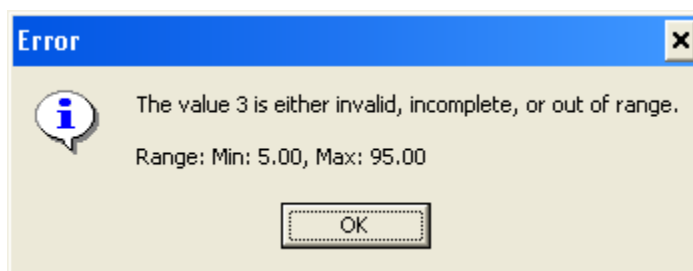 Error
The value 3 is either invalid, incomplete, or out of range.
Range: Min: 5.00, Max: 95.00
OK